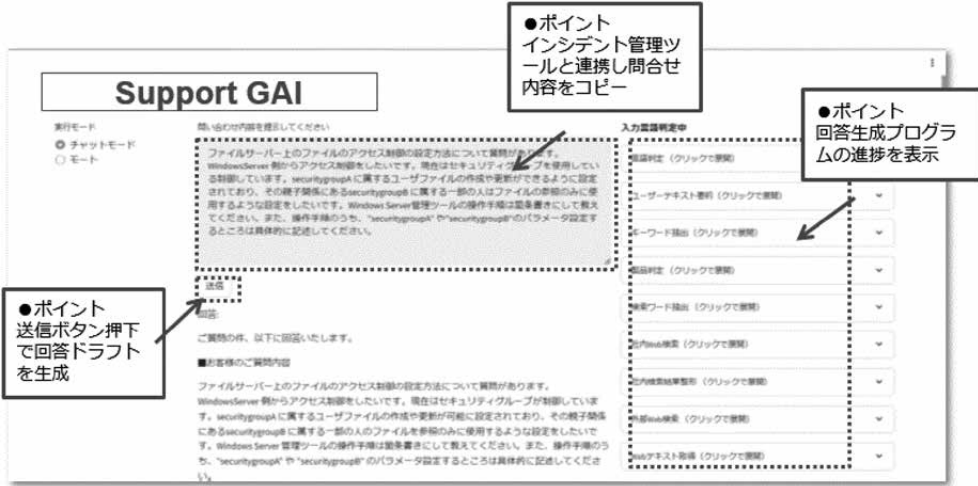 ●ポイント
インシデント管理ツ
ールと連携し問合せ
内容をコピー
Support GAI
●ポイント
回答生成プログラ
ムの進捗を表示
実行モード
チャットモード
モート
問い合わせ内容を提示してください
ファイルサーバー上のファイルのアクセス制御の設定方法について質問があります。
WindowsServer 側からアクセス制御をしたいです。現在はセキュリティグループを使用してい
る制御しています。securitygroupA に属するユーザファイルの作成や更新ができるように設定
されており、その親子関係にあるsecuritygroupB に属する一部の人はファイルの参照のみに使
用するような設定をしたいです。Windows Server管理ツールの操作手順は箇条書きにして教え
てください。また、操作手順のうち、"securitygroupA" や"securitygroupB"のパラメータ設定す
るところは具体的に記述してください。
入力言語判定中
言語判定（クリックで展開）
ユーザーテキスト要約（クリックで展開）
キーワード抽出（クリックで展開）
製品判定（クリックで展開）
検索ワード抽出（クリックで展開）
社内Web検索（クリックで展開）
社内検索結果整形（クリックで展開）
外部Web検索（クリックで展開）
Webテキスト取得（クリックで展開）
●ポイント
送信ボタン押下
で回答ドラフト
を生成
送信
回答:
ご質問の件、以下に回答いたします。
■お客様のご質問内容
ファイルサーバー上のファイルのアクセス制御の設定方法について質問があります。
WindowsServer 側からアクセス制御をしたいです。現在はセキュリティグループが制御していま
す。securitygroupA に属するユーザファイルの作成や更新が可能に設定されており、その親子関係
にあるsecuritygroupB に属する一部の人のファイルを参照のみに使用するような設定をしたいで
す。Windows Server 管理ツールの操作手順は箇条書きにして教えてください。また、操作手順のう
ち、"securitygroupA" や "securitygroupB" のパラメータ設定するところは具体的に記述してくださ
い。